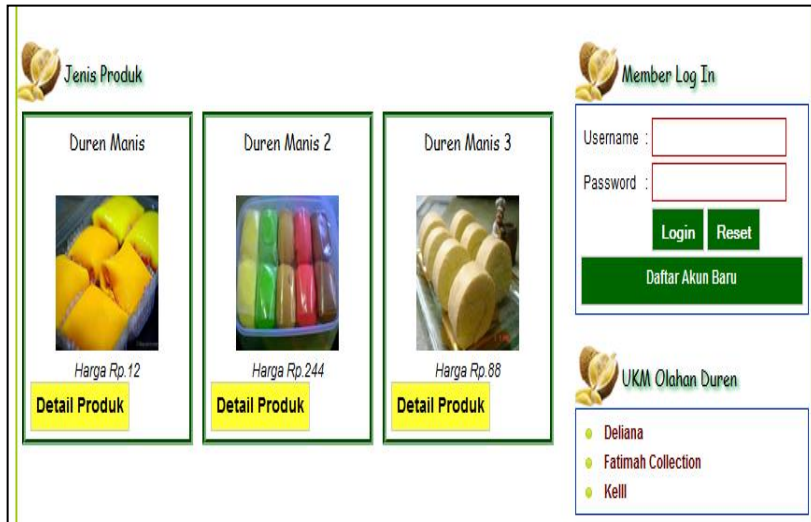 Jenis Produk
Duren Manis
Harga Rp.12
Detail Produk
Duren Manis 2
Harga Rp.244
Detail Produk
Duren Manis 3
Harga Rp.88
Detail Produk
Member Log In
Username :
Password :
Login Reset
Daftar Akun Baru
UKM Olahan Duren
Deliana
Fatimah Collection
Kelll